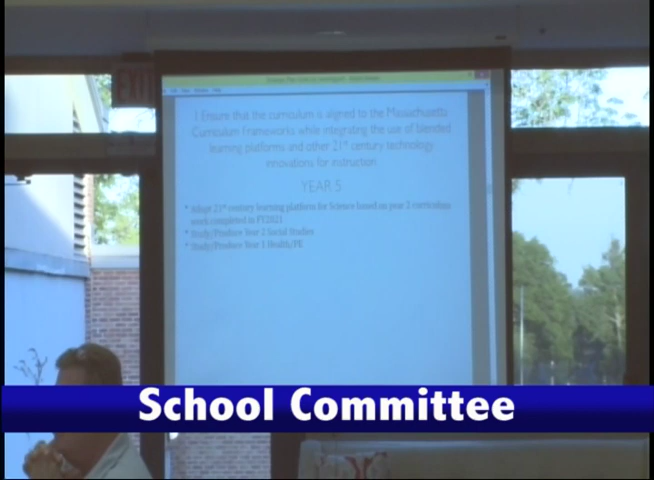 EXIT
1 Ensure that the curriculum is aligned to the Massachusetts
Curriculum Frameworks while integrating the use of blended
learning platforms and other 21st century technology
innovations for instruction
YEAR 5
• Adopt 21st century learning platform for Science based on year 2 curriculum
work completed in FY2021
• Study/Produce Year 2 Social Studies
• Study/Produce Year 1 Health/PE
School Committee